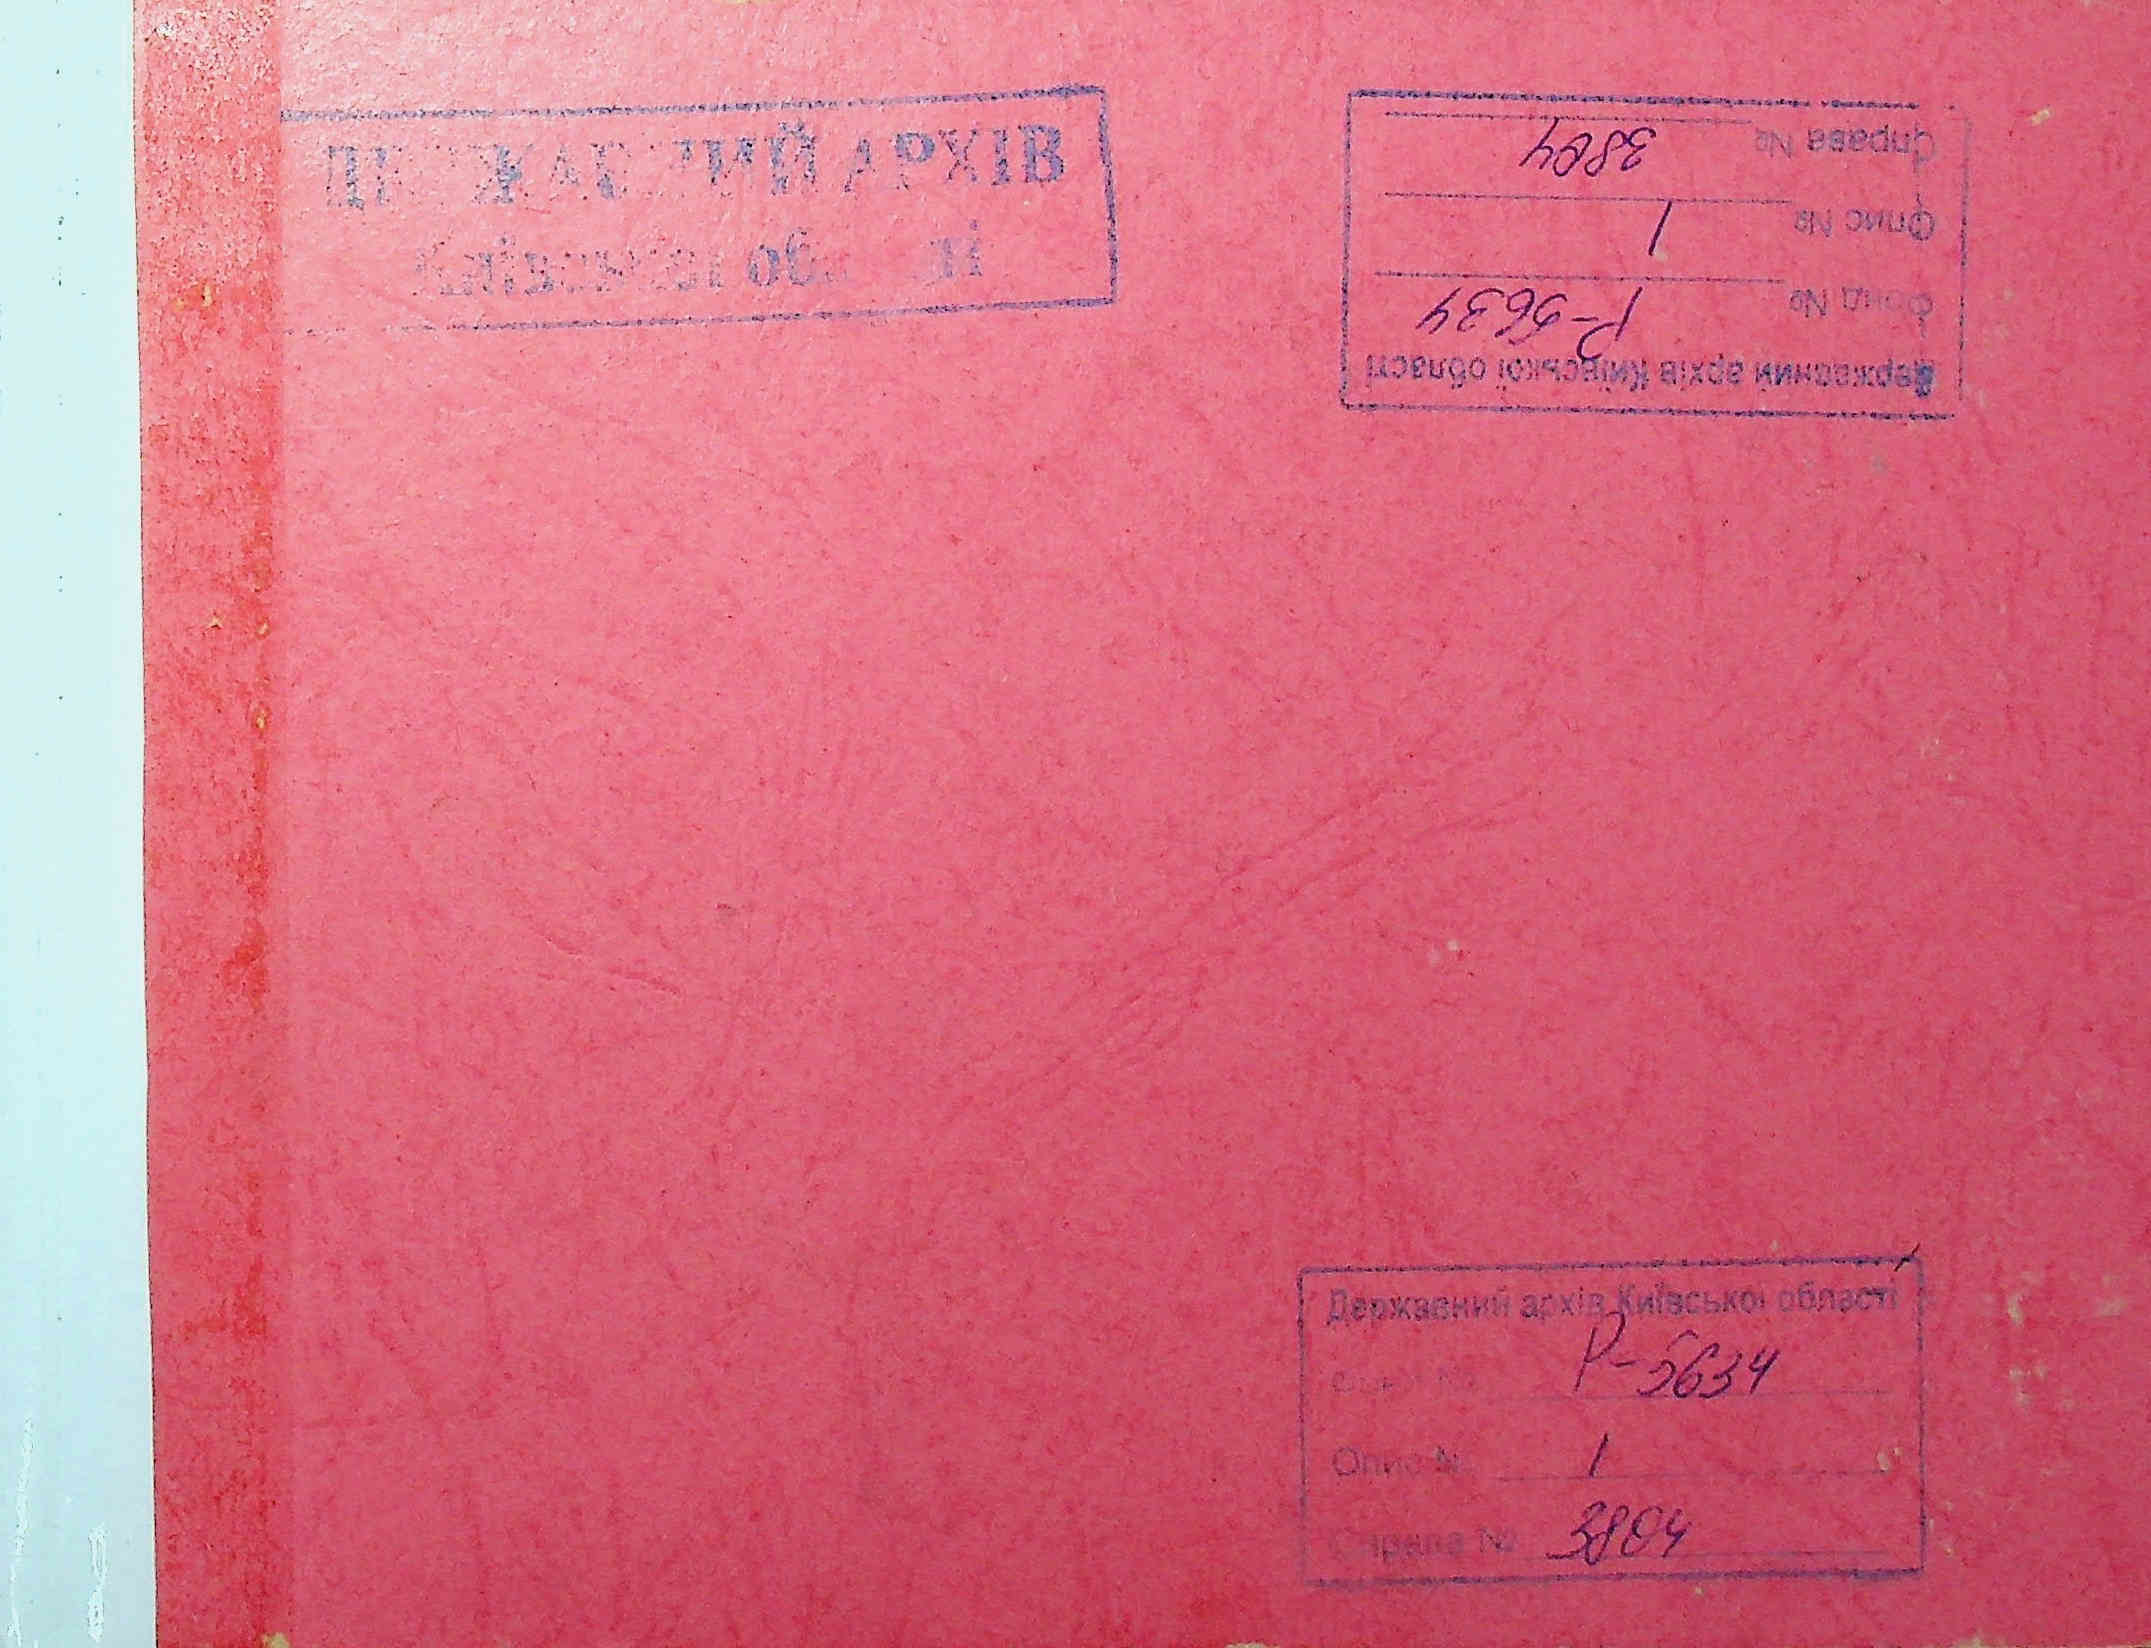 ДЕРЖАВНИЙ АРХІВ
Київської області
Державний архів Київської області
Фонд № Р-5634
Опис № 1
Справа № 3804
Державний архів Київської області
Фонд № Р-5634
Опис № 1
Справа № 3804